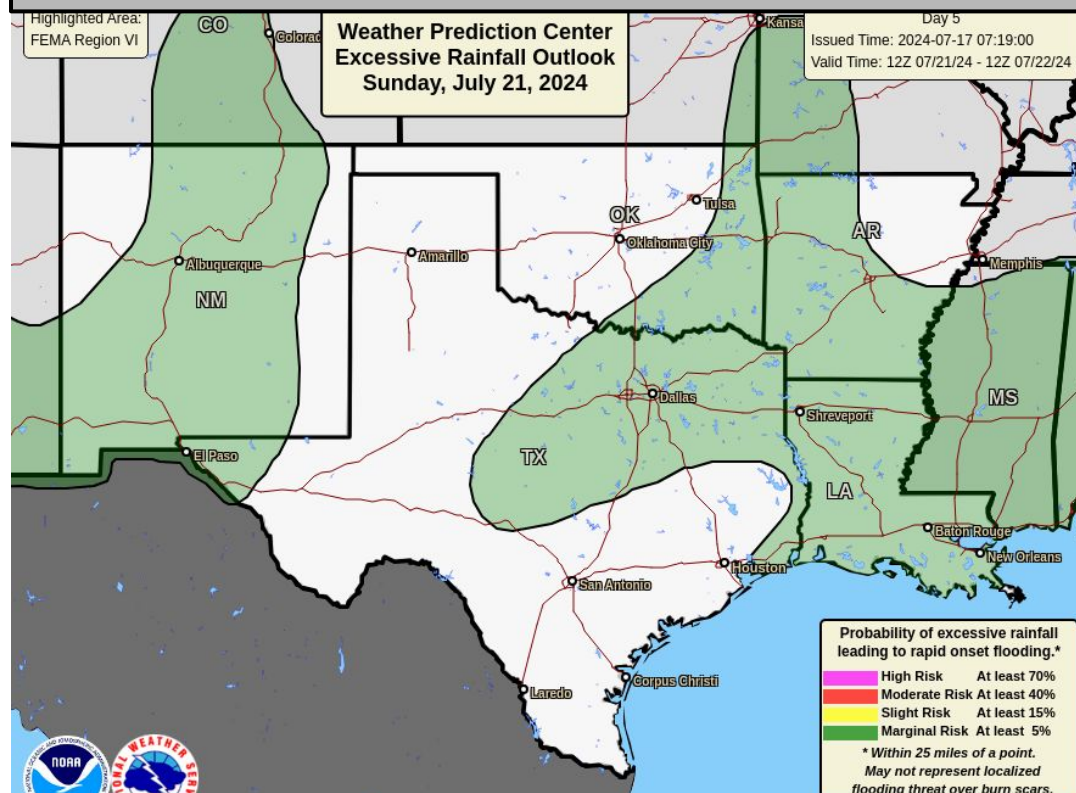 Highlighted Area:
FEMA Region VI
Weather Prediction Center
Excessive Rainfall Outlook
Sunday, July 21, 2024
Day 5
Issued Time: 2024-07-17 07:19:00
Valid Time: 12Z 07/21/24 - 12Z 07/22/24
CO
Colorad
Kansa
Tulsa
OK
Oklahoma City
AR
Albuquerque
Amarillo
Memphis
NM
Dallas
MS
Shreveport
El Paso
TX
LA
Baton Rouge
New Orleans
Houston
San Antonio
Corpus Christi
Laredo
Probability of excessive rainfall
leading to rapid onset flooding.*
High Risk At least 70%
Moderate Risk At least 40%
Slight Risk At least 15%
Marginal Risk At least 5%
* Within 25 miles of a point.
May not represent localized
flooding threat over burn scars.
NOAA
WEATHER